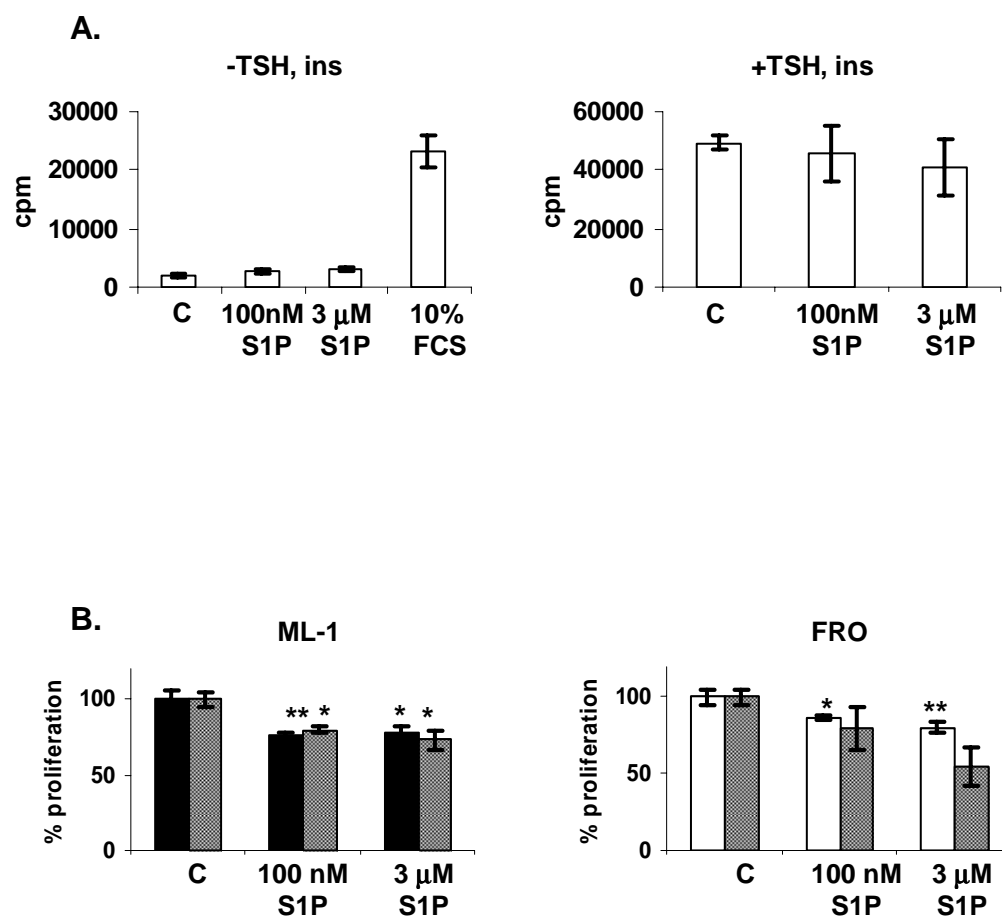 A.
-TSH, ins
30000
20000
10000
0
cpm
C
100nM
S1P
3 µM
S1P
10%
FCS
+TSH, ins
60000
40000
20000
0
cpm
C
100nM
S1P
3 µM
S1P
B.
ML-1
100
50
0
% proliferation
** *
* *
C
100 nM
S1P
3 µM
S1P
FRO
100
50
0
% proliferation
*
**
C
100 nM
S1P
3 µM
S1P